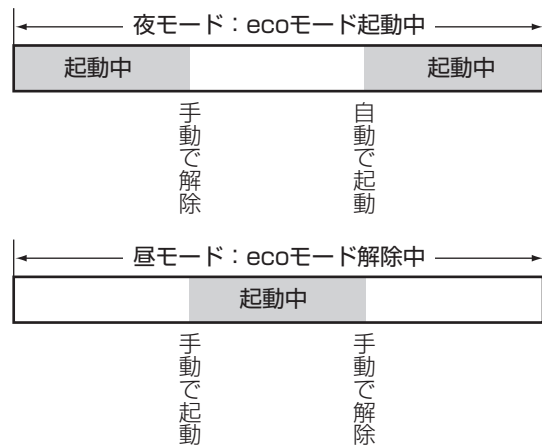 夜モード：ecoモード起動中
起動中
起動中
手動で解除
自動で起動
昼モード：ecoモード解除中
起動中
手動で起動
手動で解除